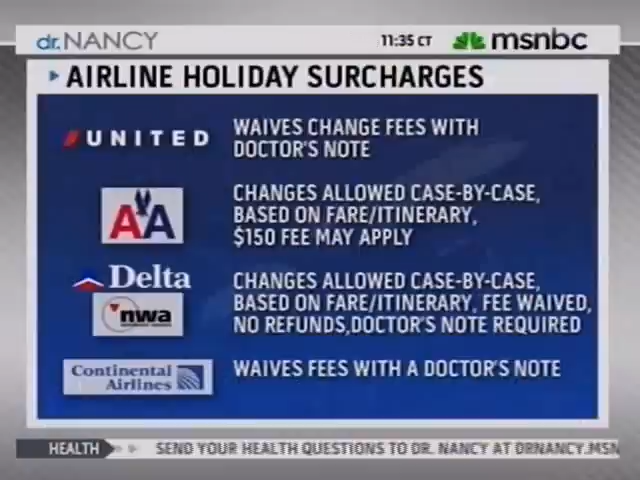 dr. NANCY
11:35 CT
msnbc
AIRLINE HOLIDAY SURCHARGES
UNITED
WAIVES CHANGE FEES WITH
DOCTOR'S NOTE
AA
CHANGES ALLOWED CASE-BY-CASE,
BASED ON FARE/ITINERARY,
$150 FEE MAY APPLY
Delta
nwa
CHANGES ALLOWED CASE-BY-CASE,
BASED ON FARE/ITINERARY, FEE WAIVED,
NO REFUNDS,DOCTOR'S NOTE REQUIRED
Continental
Airlines
WAIVES FEES WITH A DOCTOR'S NOTE
HEALTH
SEND YOUR HEALTH QUESTIONS TO DR. NANCY AT DRNANCY.MSN